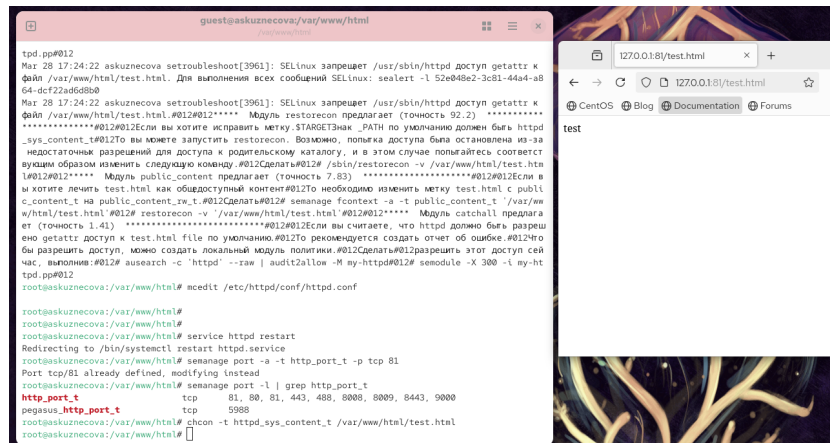 guest@askuznecova:/var/www/html
/var/www/html
tpd.pp#012
Mar 28 17:24:22 askuznecova setroubleshoot[3961]: SELinux запрещает /usr/sbin/httpd доступ getattr к
файл /var/www/html/test.html. Для выполнения всех сообщений SELinux: sealert -l 52e048e2-3c81-44a4-a8
64-dcf22ad6d8b0
Mar 28 17:24:22 askuznecova setroubleshoot[3961]: SELinux запрещает /usr/sbin/httpd доступ getattr к
файл /var/www/html/test.html.#012#012***** Модуль restorecon предлагает (точность 92.2) ***********
**************#012#012Если вы хотите исправить метку.$TARGETЗнак _PATH по умолчанию должен быть httpd
_sys_content_t#012То вы можете запустить restorecon. Возможно, попытка доступа была остановлена из-за
недостаточных разрешений для доступа к родительскому каталогу, и в этом случае попытайтесь соответст
вующим образом изменить следующую команду.#012Сделать#012# /sbin/restorecon -v /var/www/html/test.htm
l#012#012***** Модуль public_content предлагает (точность 7.83) ********************#012#012Если в
ы хотите лечить test.html как общедоступный контент#012То необходимо изменить метку test.html с publi
c_content_t на public_content_rw_t.#012Сделать#012# semanage fcontext -a -t public_content_t '/var/ww
w/html/test.html'#012# restorecon -v '/var/www/html/test.html'#012#012***** Модуль catchall предлага
ет (точность 1.41) **************************#012#012Если вы считаете, что httpd должно быть разреш
ено getattr доступ к test.html file по умолчанию.#012То рекомендуется создать отчет об ошибке.#012Что
бы разрешить доступ, можно создать локальный модуль политики.#012Сделать#012разрешить этот доступ сей
час, выполнив:#012# ausearch -c 'httpd' --raw | audit2allow -M my-httpd#012# semodule -X 300 -i my-ht
tpd.pp#012
root@askuznecova:/var/www/html# mcedit /etc/httpd/conf/httpd.conf
root@askuznecova:/var/www/html#
root@askuznecova:/var/www/html#
root@askuznecova:/var/www/html# service httpd restart
Redirecting to /bin/systemctl restart httpd.service
root@askuznecova:/var/www/html# semanage port -a -t http_port_t -p tcp 81
Port tcp/81 already defined, modifying instead
root@askuznecova:/var/www/html# semanage port -l | grep http_port_t
http_port_t tcp 81, 80, 81, 443, 488, 8008, 8009, 8443, 9000
pegasus_http_port_t tcp 5988
root@askuznecova:/var/www/html# chcon -t httpd_sys_content_t /var/www/html/test.html
root@askuznecova:/var/www/html#
127.0.0.1:81/test.html
127.0.0.1:81/test.html
CentOS Blog Documentation Forums
test